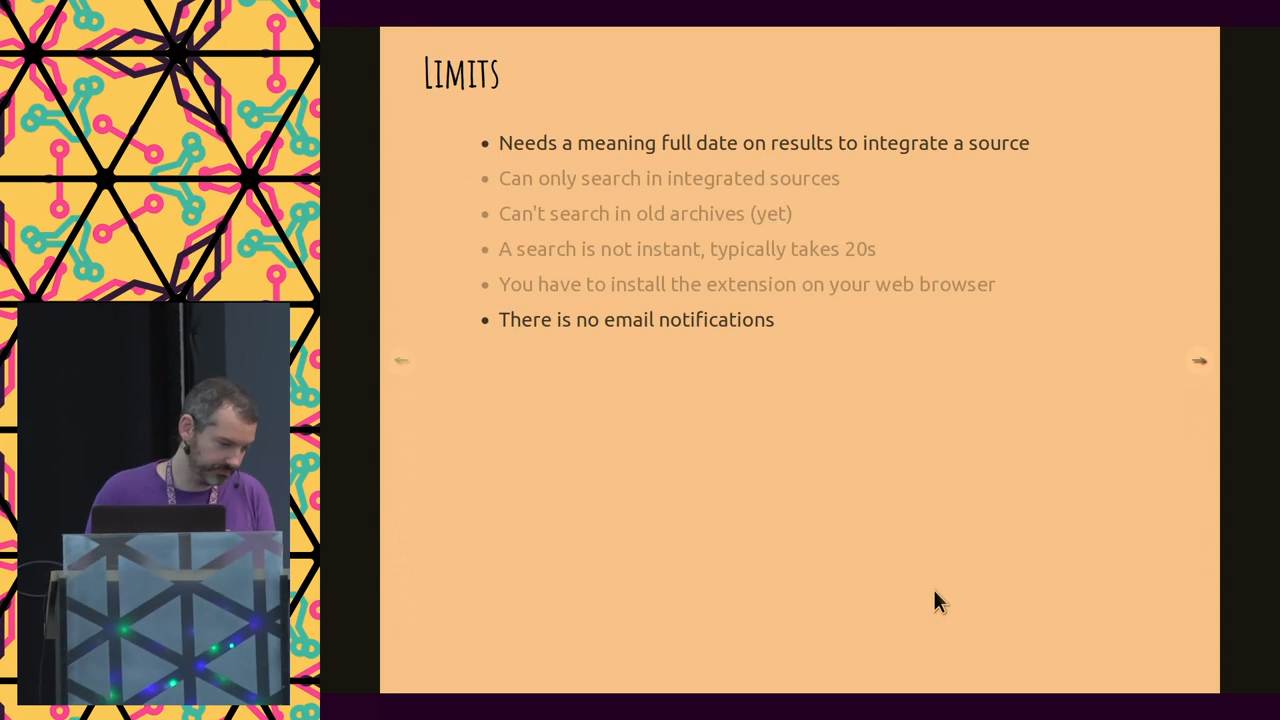 Limits
Needs a meaning full date on results to integrate a source
Can only search in integrated sources
Can't search in old archives (yet)
A search is not instant, typically takes 20s
You have to install the extension on your web browser
There is no email notifications